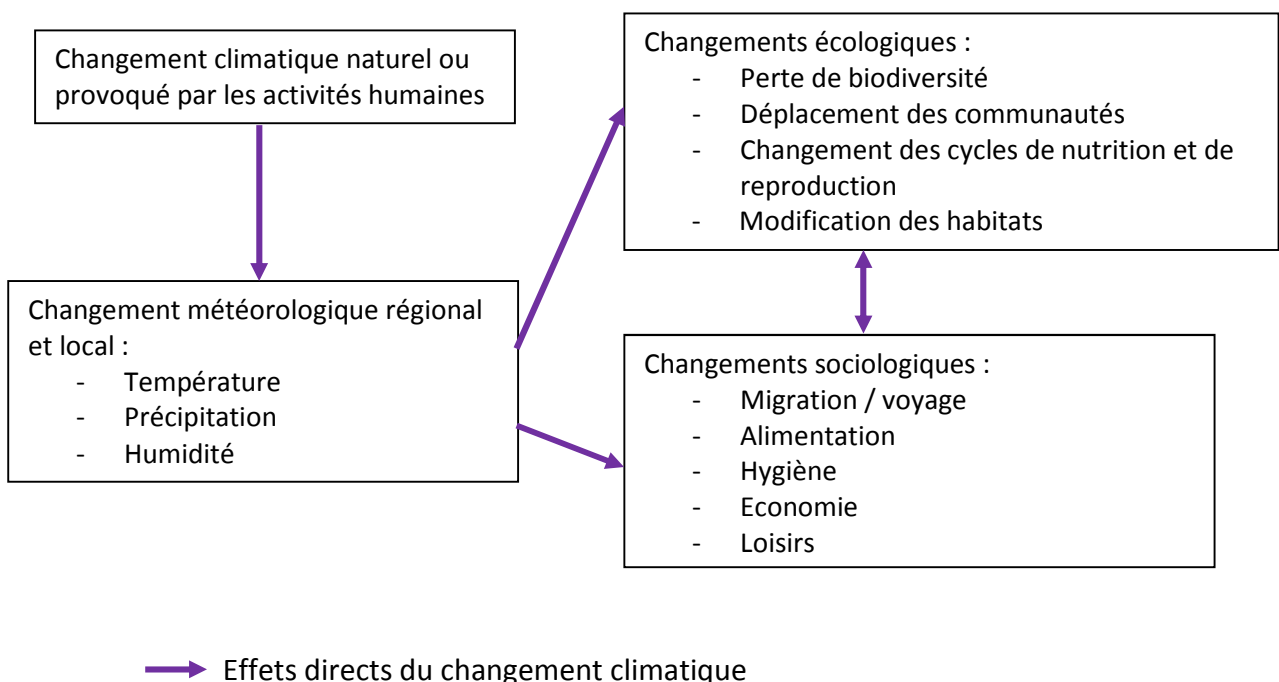 Changement climatique naturel ou
provoqué par les activités humaines
Changement météorologique régional
et local :
- Température
- Précipitation
- Humidité
Changements écologiques :
- Perte de biodiversité
- Déplacement des communautés
- Changement des cycles de nutrition et de
reproduction
- Modification des habitats
Changements sociologiques :
- Migration / voyage
- Alimentation
- Hygiène
- Economie
- Loisirs
Effets directs du changement climatique